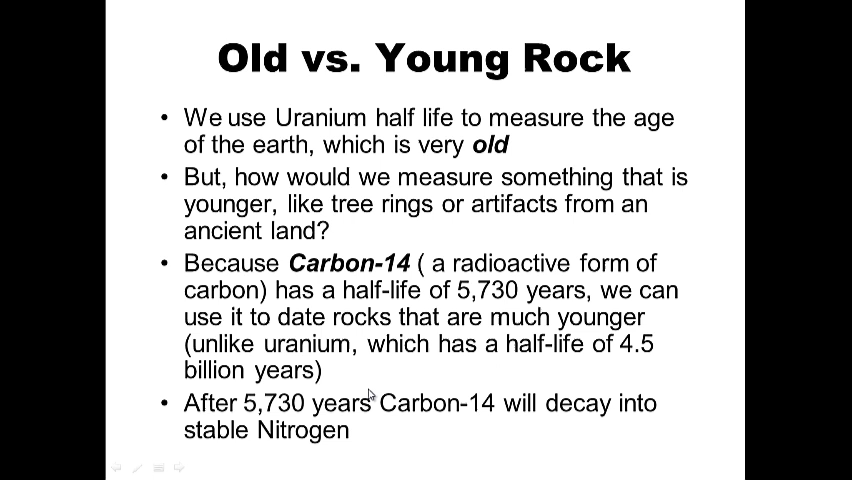 Old vs. Young Rock
• We use Uranium half life to measure the age
of the earth, which is very old
• But, how would we measure something that is
younger, like tree rings or artifacts from an
ancient land?
• Because Carbon-14 ( a radioactive form of
carbon) has a half-life of 5,730 years, we can
use it to date rocks that are much younger
(unlike uranium, which has a half-life of 4.5
billion years)
• After 5,730 years Carbon-14 will decay into
stable Nitrogen